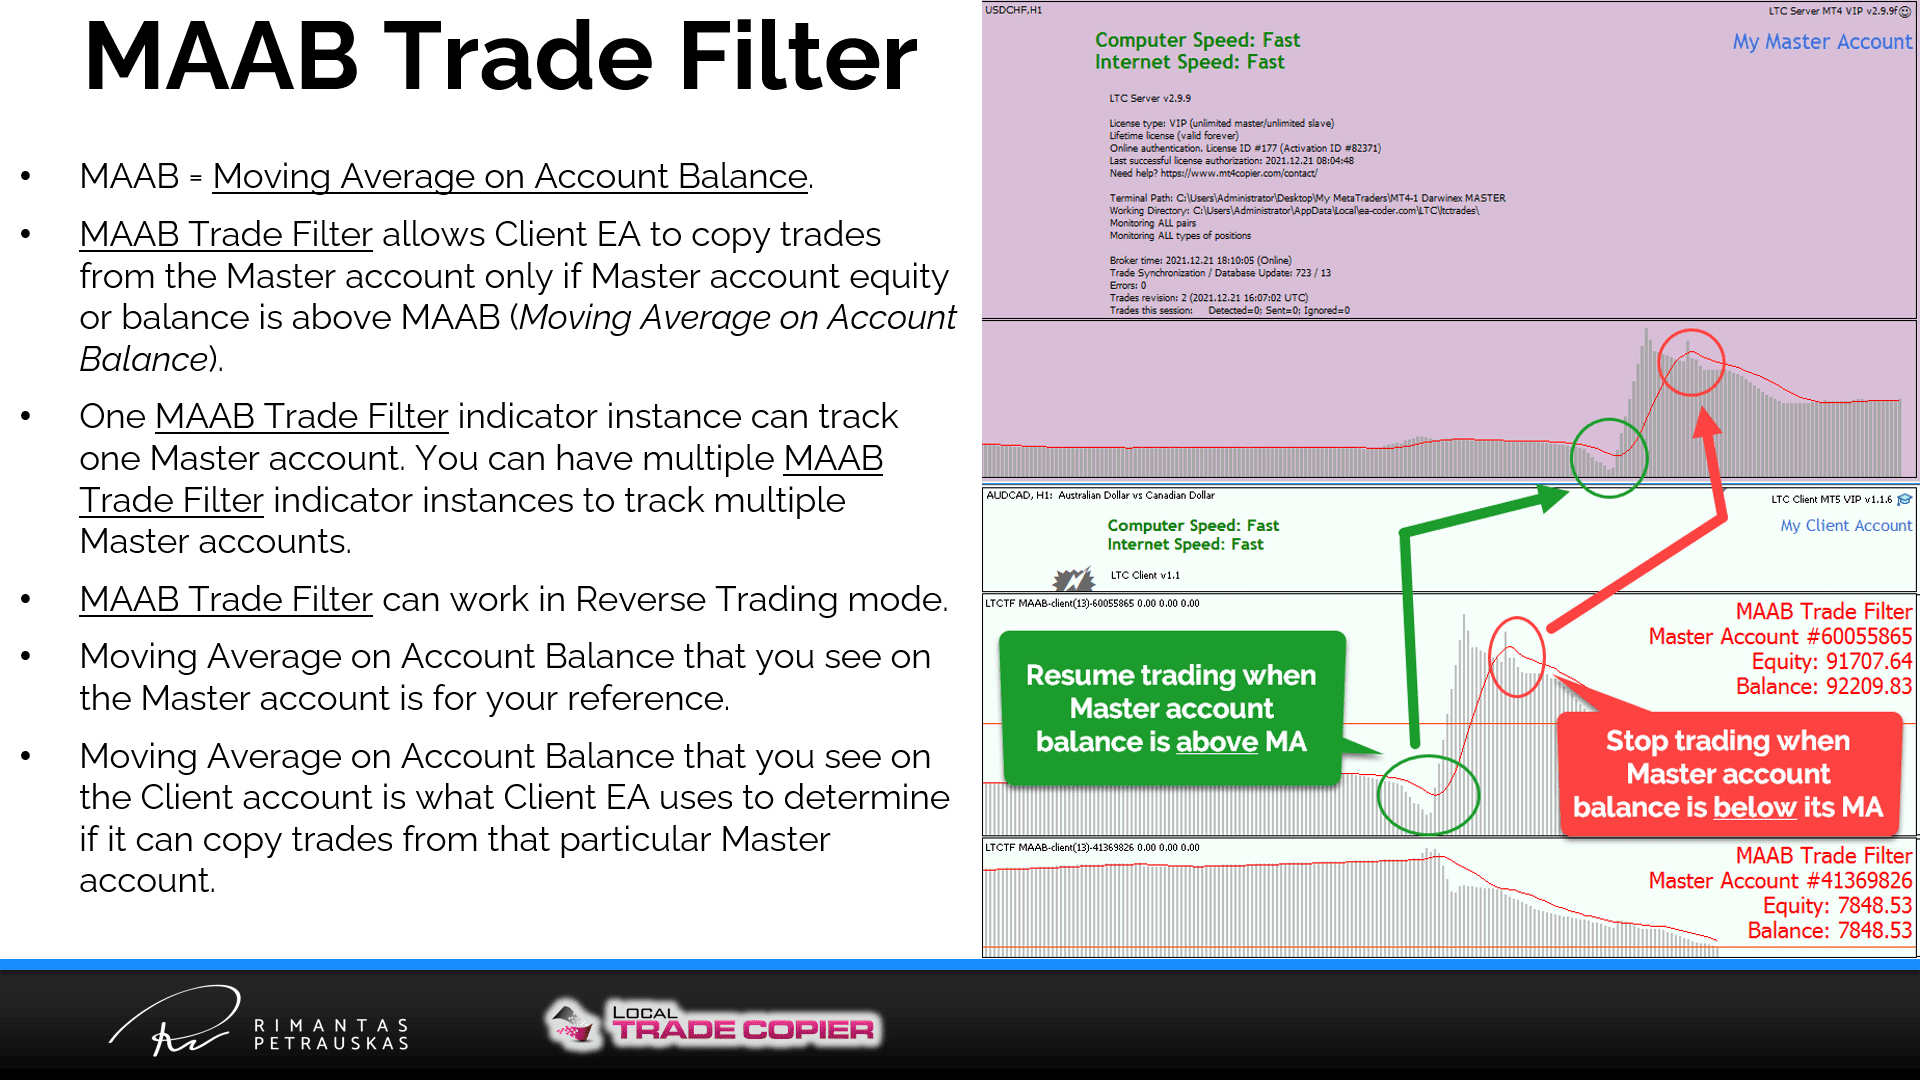 MAAB Trade Filter
• MAAB = Moving Average on Account Balance.
• MAAB Trade Filter allows Client EA to copy trades
from the Master account only if Master account equity
or balance is above MAAB (Moving Average on Account
Balance).
• One MAAB Trade Filter indicator instance can track
one Master account. You can have multiple MAAB
Trade Filter indicator instances to track multiple
Master accounts.
• MAAB Trade Filter can work in Reverse Trading mode.
• Moving Average on Account Balance that you see on
the Master account is for your reference.
• Moving Average on Account Balance that you see on
the Client account is what Client EA uses to determine
if it can copy trades from that particular Master
account.
USDCHF,H1
LTC Server MT4 VIP v2.9.9f
My Master Account
Computer Speed: Fast
Internet Speed: Fast
LTC Server v2.9.9
License type: VIP (unlimited master/unlimited slave)
Lifetime license (valid forever)
Online authentication. License ID #177 (Activation ID #82371)
Last successful license authorization: 2021.12.21 08:04:48
Need help? https://www.mt4copier.com/contact/
Terminal Path: C:\Users\Administrator\Desktop\My MetaTraders\MT4-1 Darwinex MASTER
Working Directory: C:\Users\Administrator\AppData\Local\ea-coder.com\LTC\ltctrades\
Monitoring ALL pairs
Monitoring ALL types of positions
Broker time: 2021.12.21 18:10:05 (Online)
Trade Synchronization / Database Update: 723 / 13
Errors: 0
Trades revision: 2 (2021.12.21 16:07:02 UTC)
Trades this session: Detected=0; Sent=0; Ignored=0
AUDCAD, H1: Australian Dollar vs Canadian Dollar
LTC Client MT5 VIP v1.1.6
My Client Account
Computer Speed: Fast
Internet Speed: Fast
LTC Client v1.1
LTCTF MAAB-client(13)-60055865 0.00 0.00 0.00
MAAB Trade Filter
Master Account #60055865
Equity: 91707.64
Balance: 92209.83
Resume trading when
Master account
balance is above MA
Stop trading when
Master account
balance is below its MA
LTCTF MAAB-client(13)-41369826 0.00 0.00 0.00
MAAB Trade Filter
Master Account #41369826
Equity: 7848.53
Balance: 7848.53
RIMANTAS
PETRAUSKAS
LOCAL
TRADE COPIER